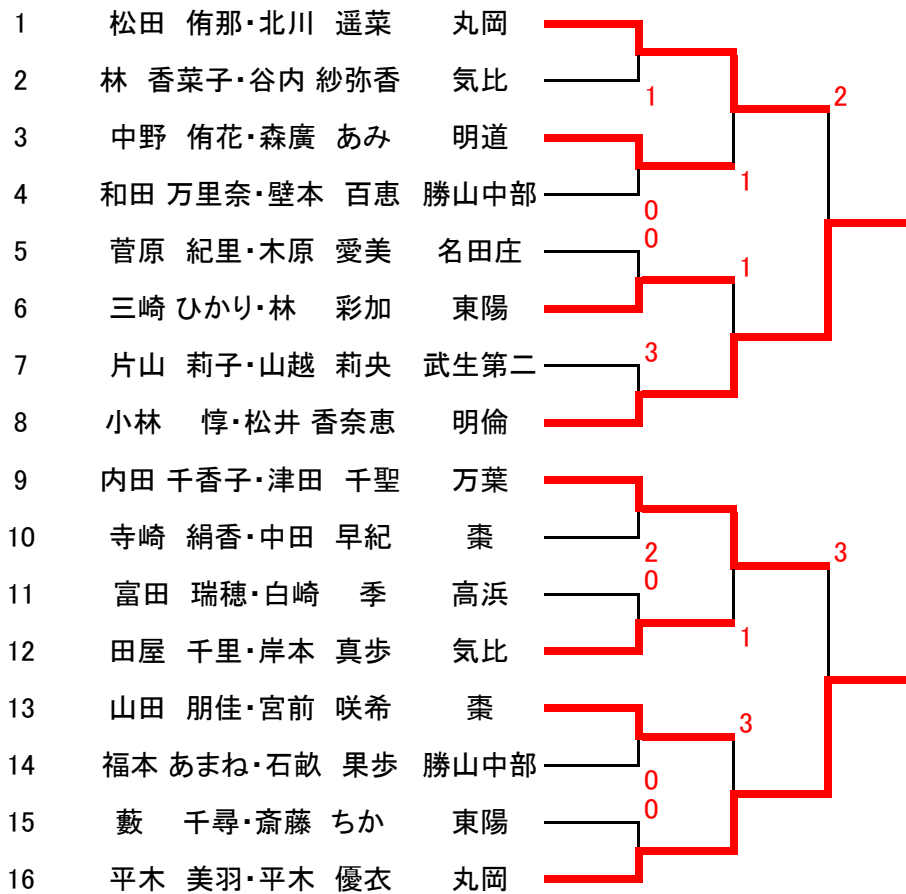 1 松田 侑那・北川 遥菜 丸岡
2 林 香菜子・谷内 紗弥香 気比
1 2
3 中野 侑花・森廣 あみ 明道
1
4 和田 万里奈・壁本 百恵 勝山中部
0
0
5 菅原 紀里・木原 愛美 名田庄
1
6 三崎 ひかり・林 彩加 東陽
3
7 片山 莉子・山越 莉央 武生第二
8 小林 惇・松井 香奈恵 明倫
9 内田 千香子・津田 千聖 万葉
10 寺崎 絹香・中田 早紀 棗
2 3
0
11 富田 瑞穂・白崎 季 高浜
1
12 田屋 千里・岸本 真歩 気比
13 山田 朋佳・宮前 咲希 棗
3
14 福本 あまね・石畝 果歩 勝山中部
0
0
15 藪 千尋・斎藤 ちか 東陽
16 平木 美羽・平木 優衣 丸岡